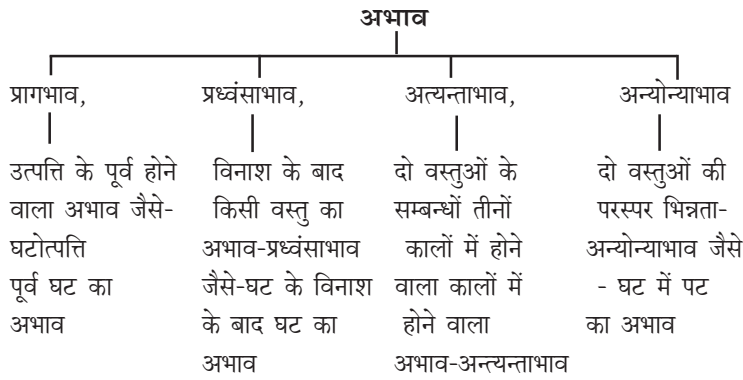 अभाव
प्रागभाव,
प्रध्वंसाभाव,
अत्यन्ताभाव,
अन्योन्याभाव
उत्पत्ति के पूर्व होने
वाला अभाव जैसे-
घटोत्पत्ति
पूर्व घट का
अभाव
विनाश के बाद
किसी वस्तु का
अभाव-प्रध्वंसाभाव
जैसे-घट के विनाश
के बाद घट का
अभाव
दो वस्तुओं के
सम्बन्धों तीनों
कालों में होने
वाला कालों में
होने वाला
अभाव-अन्त्यन्ताभाव
दो वस्तुओं की
परस्पर भिन्नता-
अन्योन्याभाव जैसे
- घट में पट
का अभाव